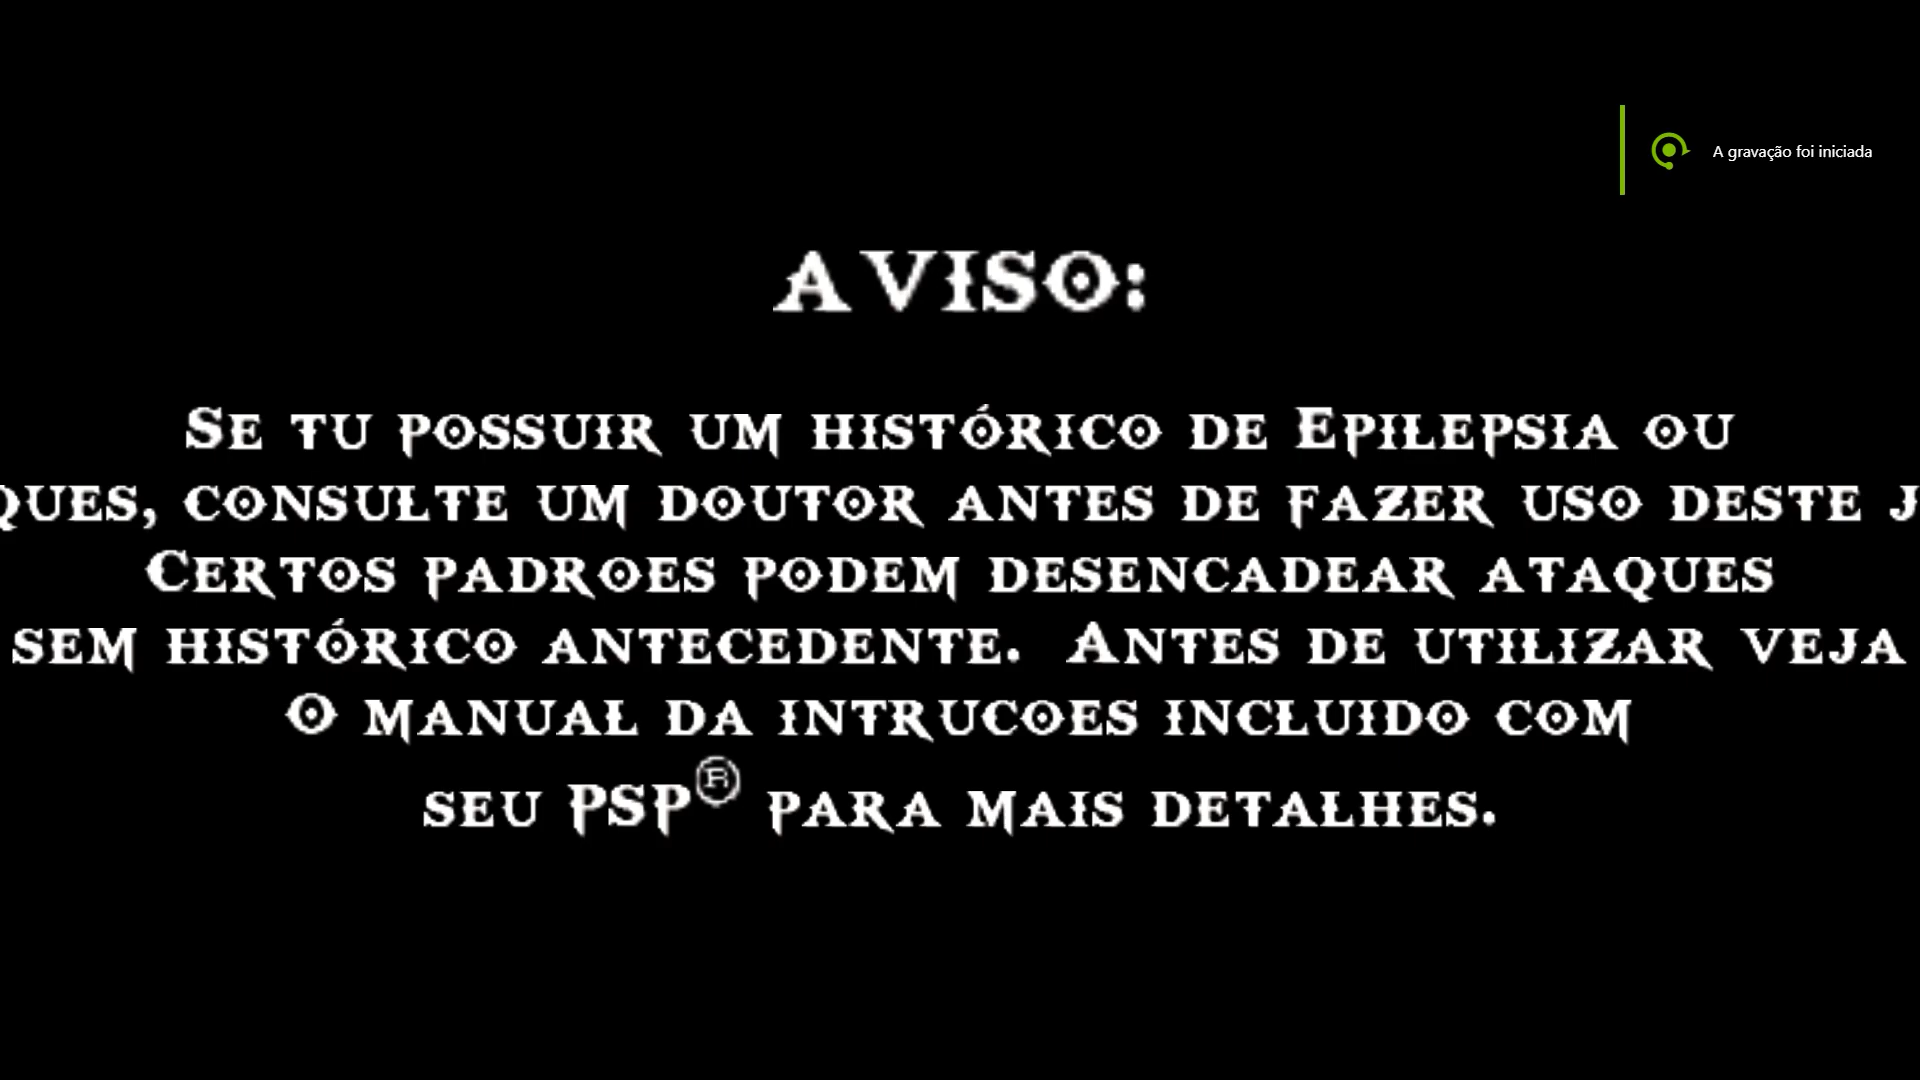 A gravação foi iniciada
AVISO:
Se tu possuir um histórico de Epilepsia ou
ques, consulte um doutor antes de fazer uso deste j
Certos padroes podem desencadear ataques
sem histórico antecedente. Antes de utilizar veja
O manual da intrucoes incluido com
seu PSP® para mais detalhes.